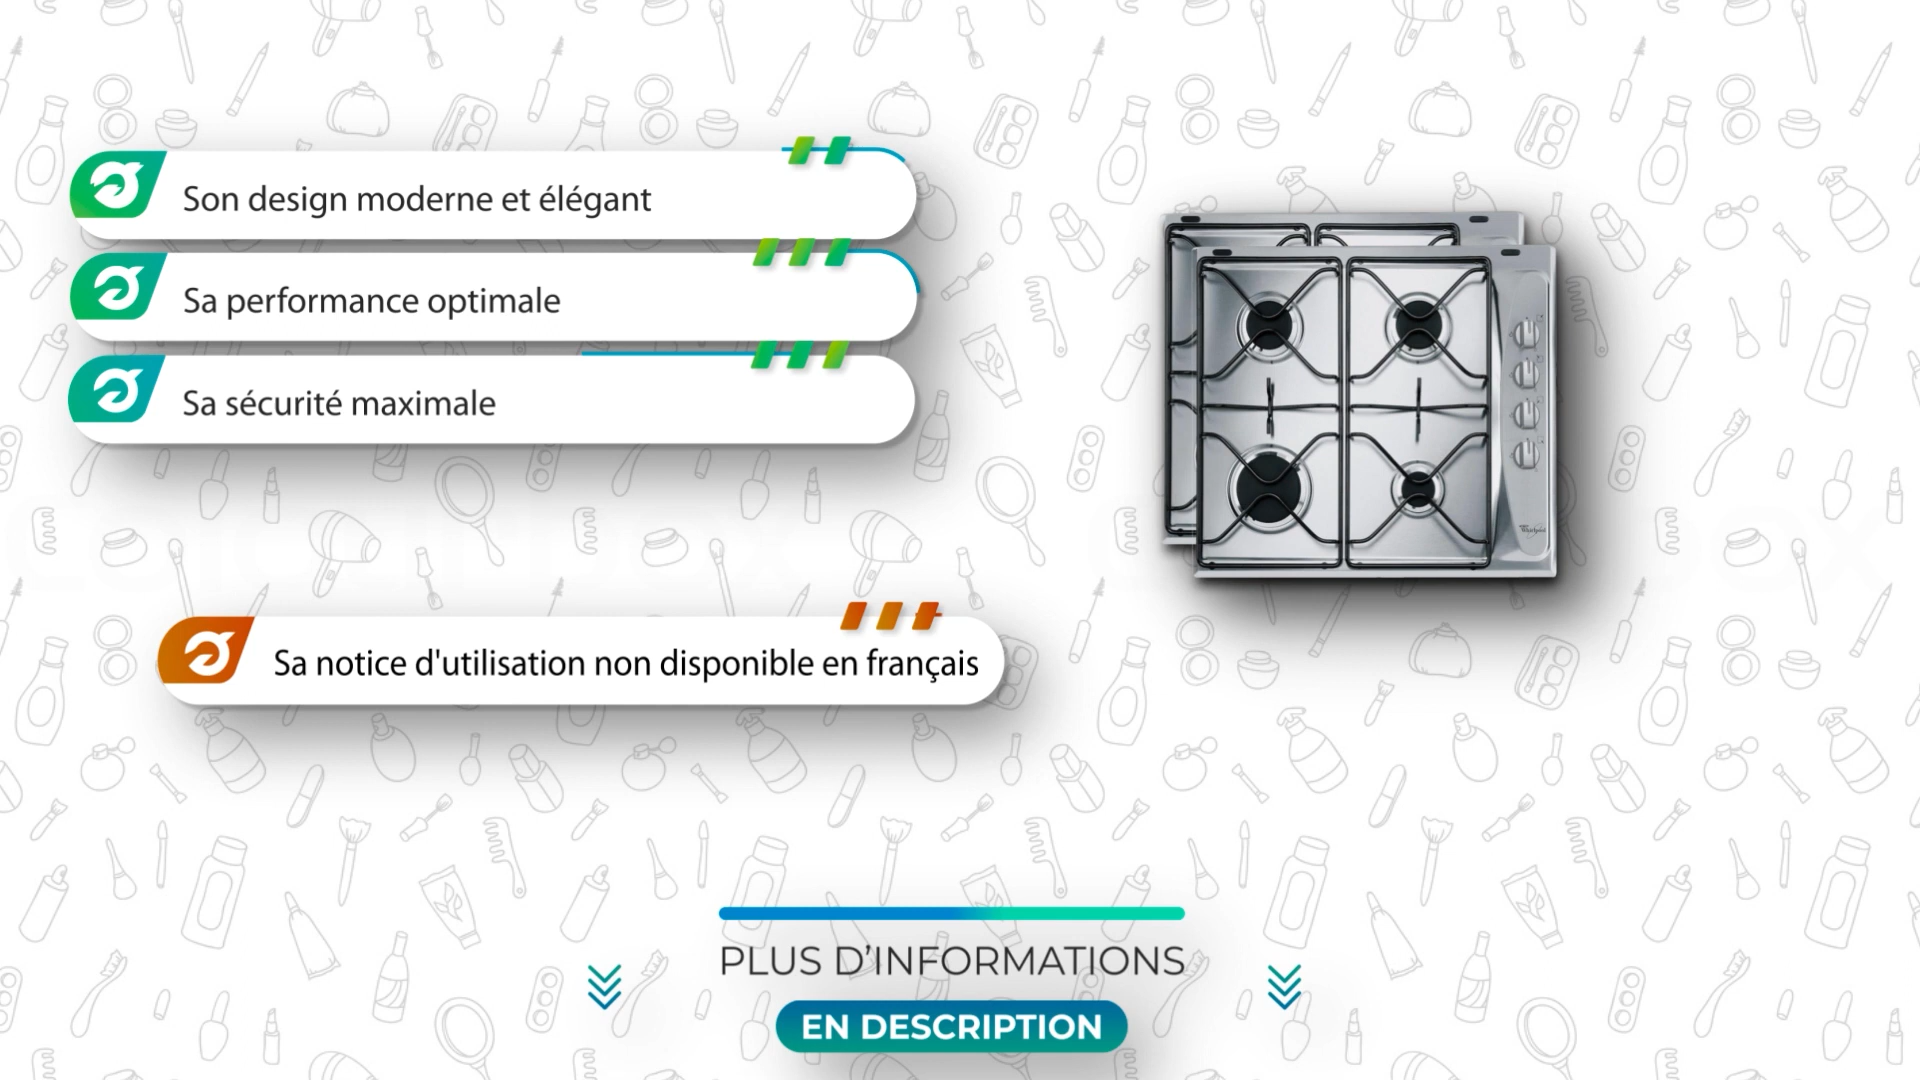 Son design moderne et élégant
Sa performance optimale
Sa sécurité maximale
Whirlpool
Sa notice d'utilisation non disponible en français
PLUS D’INFORMATIONS
EN DESCRIPTION